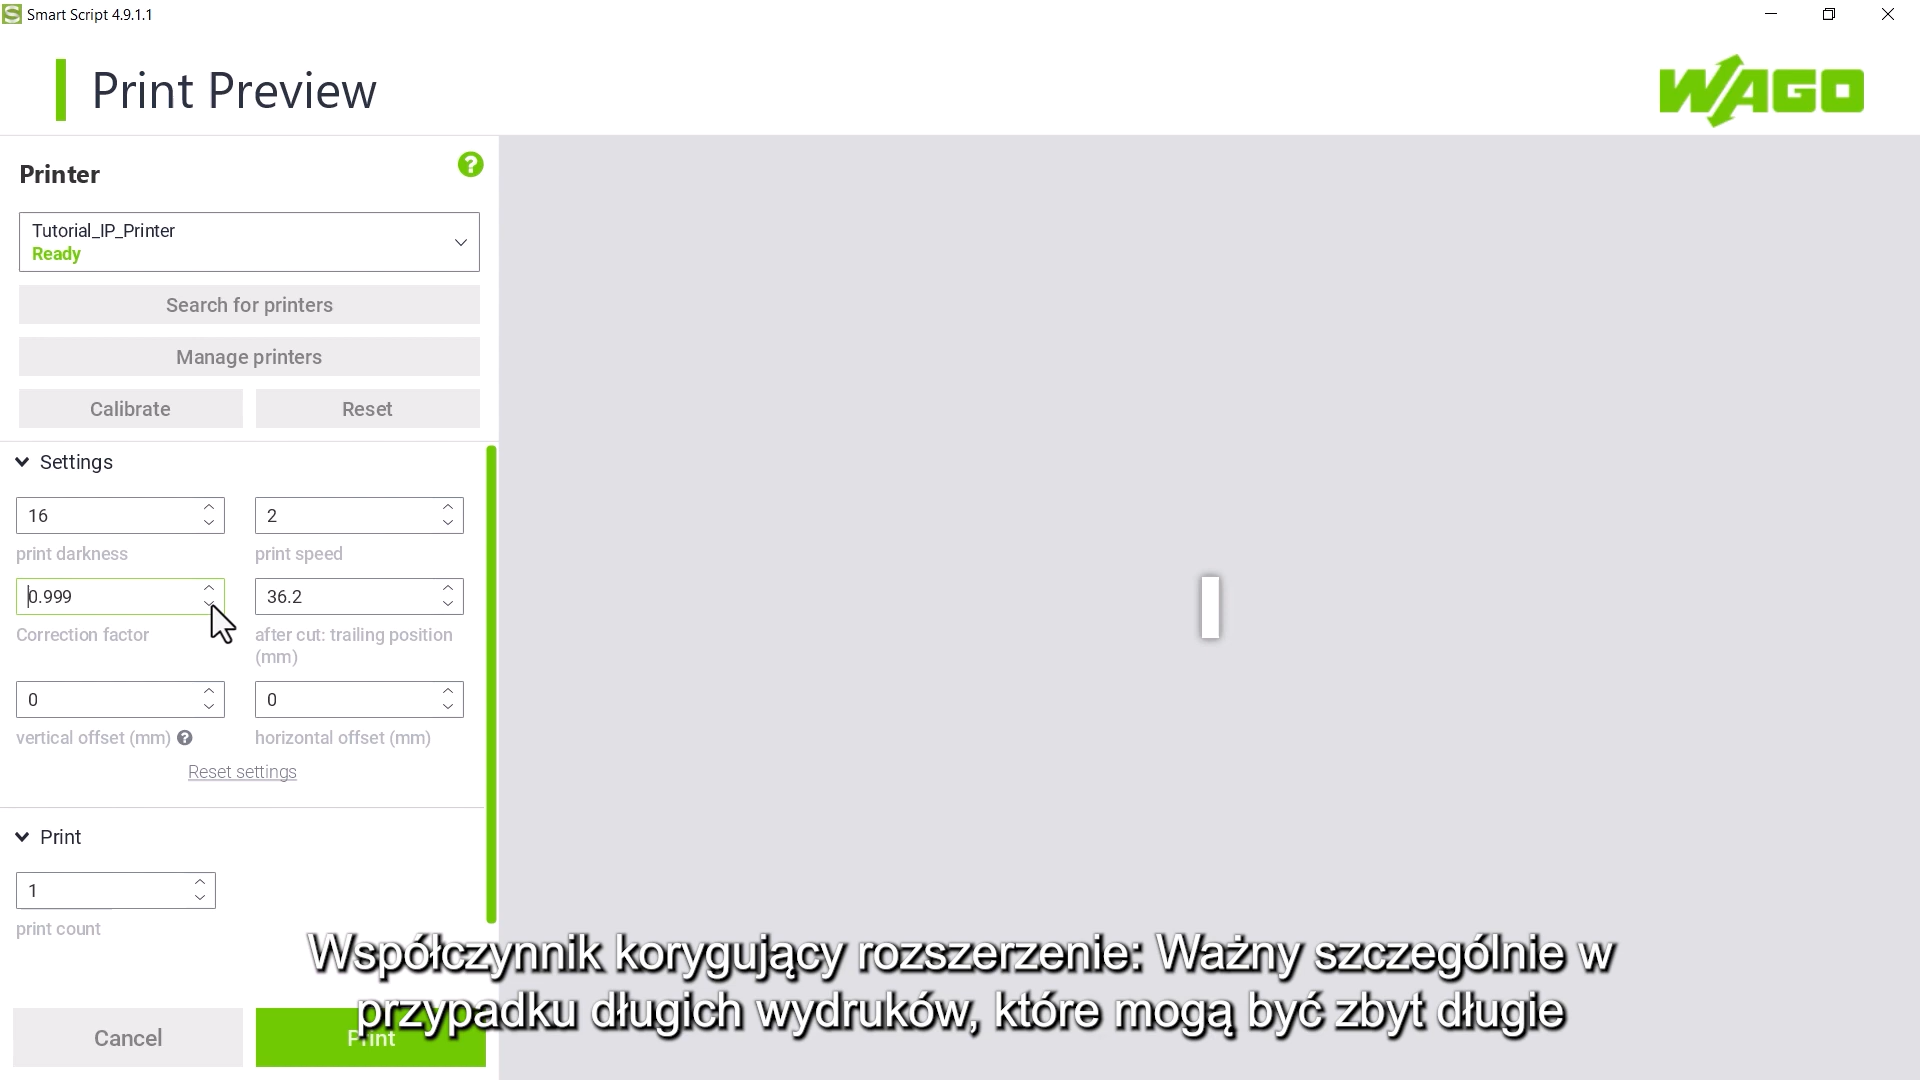 Smart Script 4.9.1.1
Print Preview
WAGO
Printer
?
Tutorial_IP_Printer
Ready
Search for printers
Manage printers
Calibrate
Reset
Settings
16
2
print darkness
print speed
0.999
36.2
Correction factor
after cut: trailing position
(mm)
0
0
vertical offset (mm) ?
horizontal offset (mm)
Reset settings
Print
1
print count
Współczynnik korygujący rozszerzenie: Ważny szczególnie w
przypadku długich wydruków, które mogą być zbyt długie
Cancel
Print